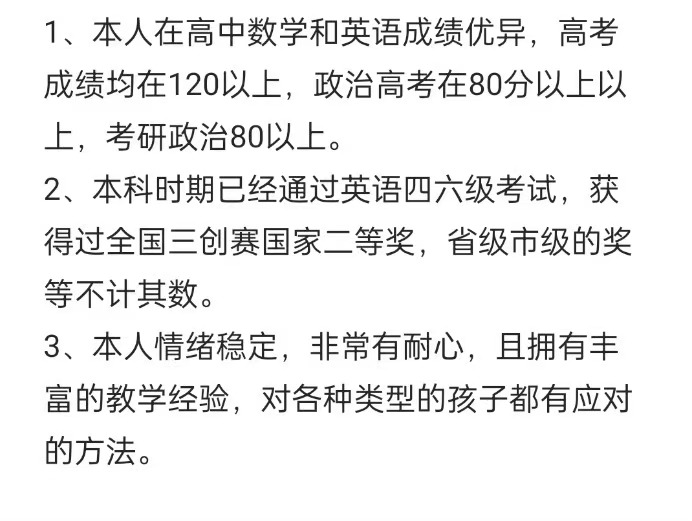 1、本人在高中数学和英语成绩优异，高考
成绩均在120以上，政治高考在80分以上以
上，考研政治80以上。
2、本科时期已经通过英语四六级考试，获
得过全国三创赛国家二等奖，省级市级的奖
等不计其数。
3、本人情绪稳定，非常有耐心，且拥有丰
富的教学经验，对各种类型的孩子都有应对
的方法。